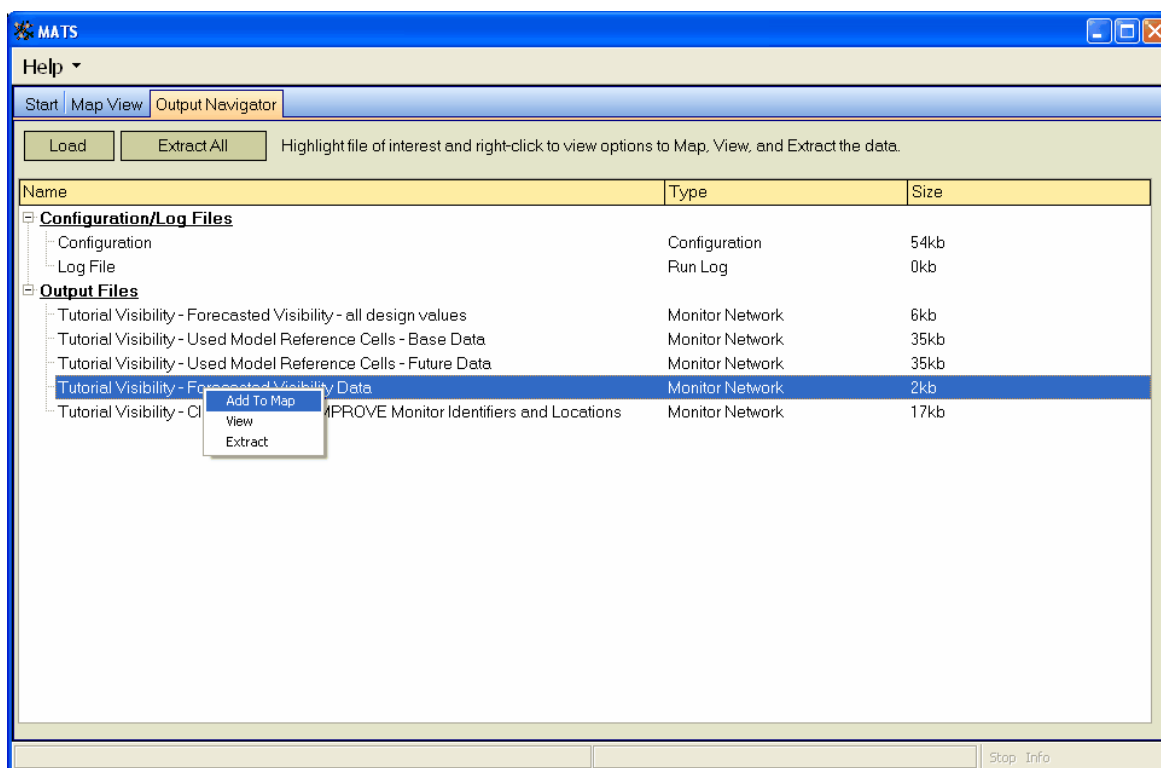 MATS
Help
Start Map View Output Navigator
Load Extract All Highlight file of interest and right-click to view options to Map, View, and Extract the data.
Name Type Size
Configuration/Log Files
Configuration Configuration 54kb
Log File Run Log 0kb
Output Files
Tutorial Visibility - Forecasted Visibility - all design values Monitor Network 6kb
Tutorial Visibility - Used Model Reference Cells - Base Data Monitor Network 35kb
Tutorial Visibility - Used Model Reference Cells - Future Data Monitor Network 35kb
Tutorial Visibility - Forecasted Visibility Data Monitor Network 2kb
Add To Map
Tutorial Visibility - Cl MPROVE Monitor Identifiers and Locations Monitor Network 17kb
View
Extract
Stop Info